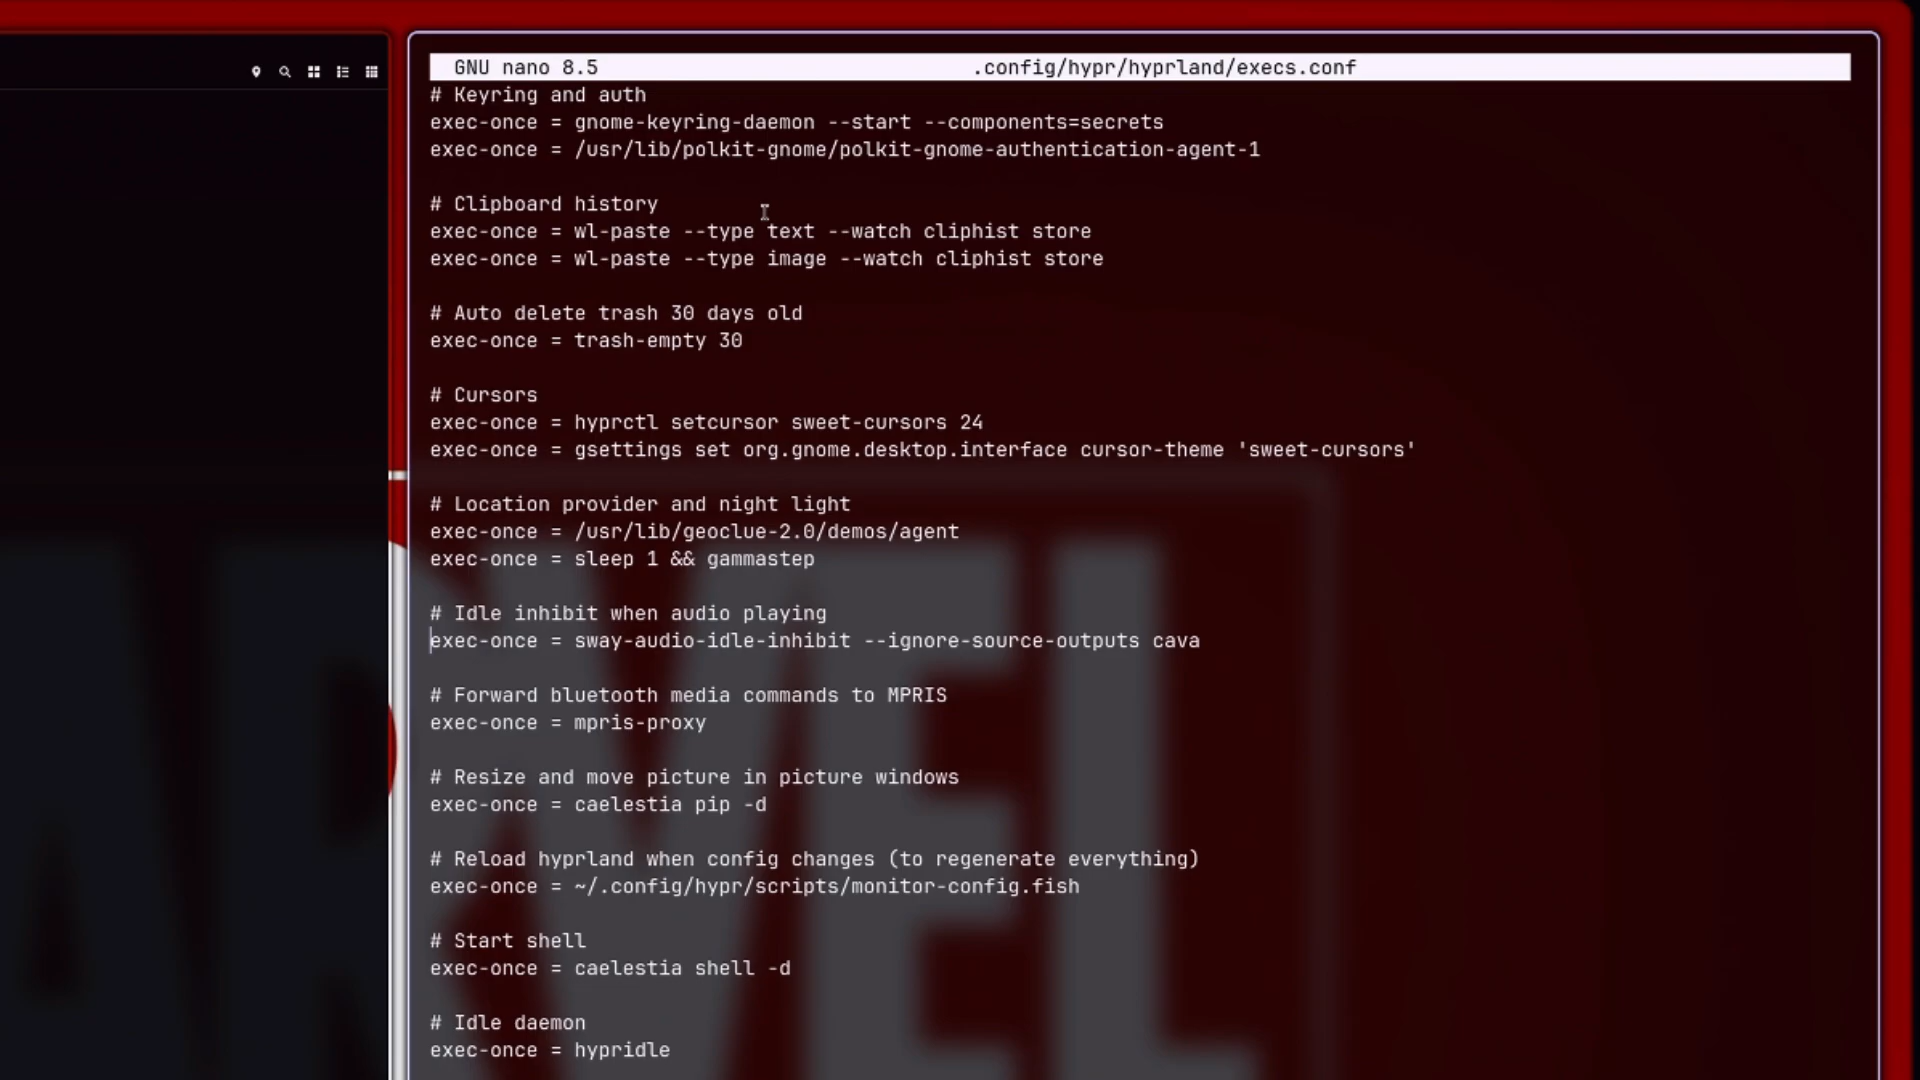 GNU nano 8.5 .config/hypr/hyprland/execs.conf
# Keyring and auth
exec-once = gnome-keyring-daemon --start --components=secrets
exec-once = /usr/lib/polkit-gnome/polkit-gnome-authentication-agent-1
# Clipboard history
exec-once = wl-paste --type text --watch cliphist store
exec-once = wl-paste --type image --watch cliphist store
# Auto delete trash 30 days old
exec-once = trash-empty 30
# Cursors
exec-once = hyprctl setcursor sweet-cursors 24
exec-once = gsettings set org.gnome.desktop.interface cursor-theme 'sweet-cursors'
# Location provider and night light
exec-once = /usr/lib/geoclue-2.0/demos/agent
exec-once = sleep 1 && gammastep
# Idle inhibit when audio playing
exec-once = sway-audio-idle-inhibit --ignore-source-outputs cava
# Forward bluetooth media commands to MPRIS
exec-once = mpris-proxy
# Resize and move picture in picture windows
exec-once = caelestia pip -d
# Reload hyprland when config changes (to regenerate everything)
exec-once = ~/.config/hypr/scripts/monitor-config.fish
# Start shell
exec-once = caelestia shell -d
# Idle daemon
exec-once = hypridle
ARVEL